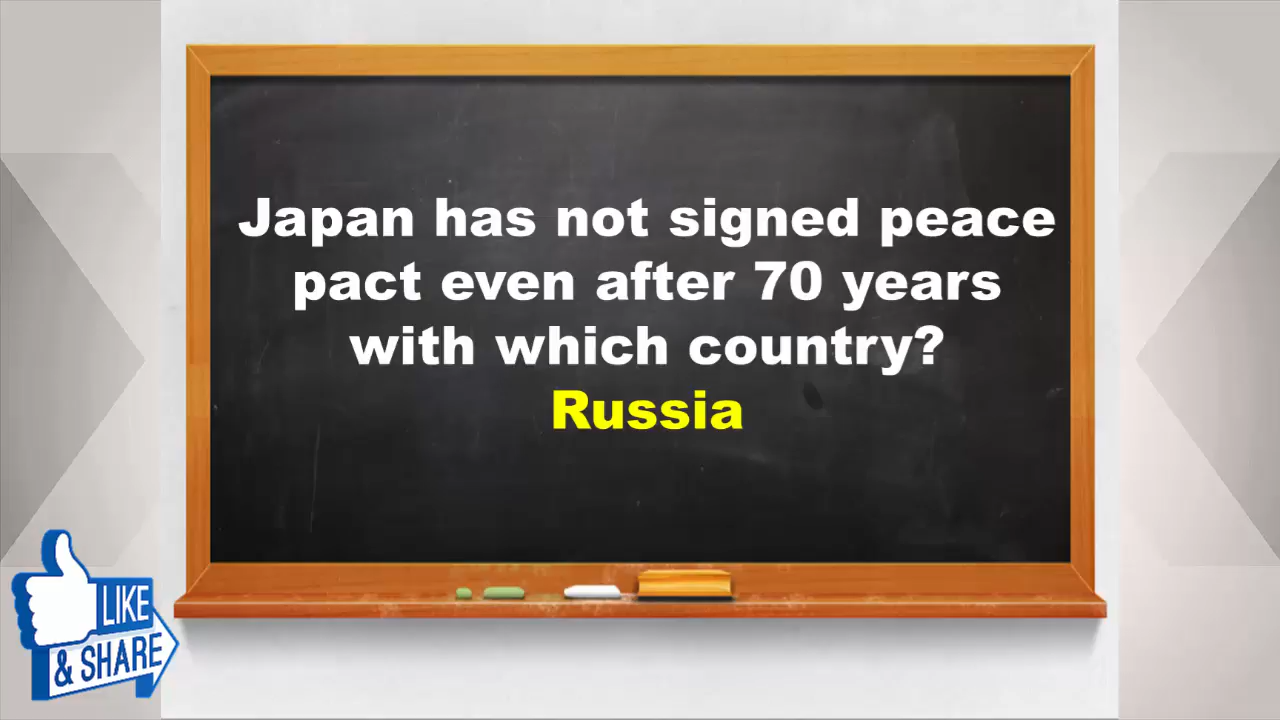 Japan has not signed peace
pact even after 70 years
with which country?
Russia
LIKE
& SHARE